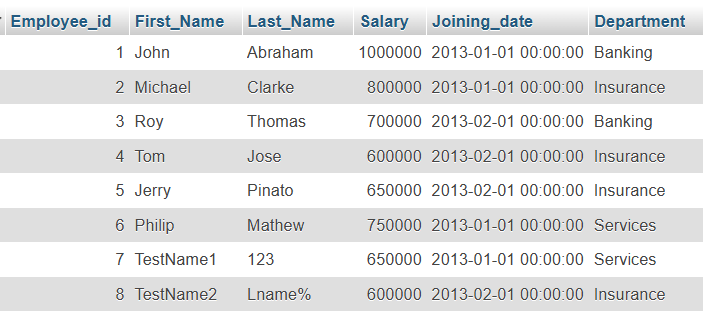 Employee_id First_Name Last_Name Salary Joining_date Department
1 John Abraham 1000000 2013-01-01 00:00:00 Banking
2 Michael Clarke 800000 2013-01-01 00:00:00 Insurance
3 Roy Thomas 700000 2013-02-01 00:00:00 Banking
4 Tom Jose 600000 2013-02-01 00:00:00 Insurance
5 Jerry Pinato 650000 2013-02-01 00:00:00 Insurance
6 Philip Mathew 750000 2013-01-01 00:00:00 Services
7 TestName1 123 650000 2013-01-01 00:00:00 Services
8 TestName2 Lname% 600000 2013-02-01 00:00:00 Insurance